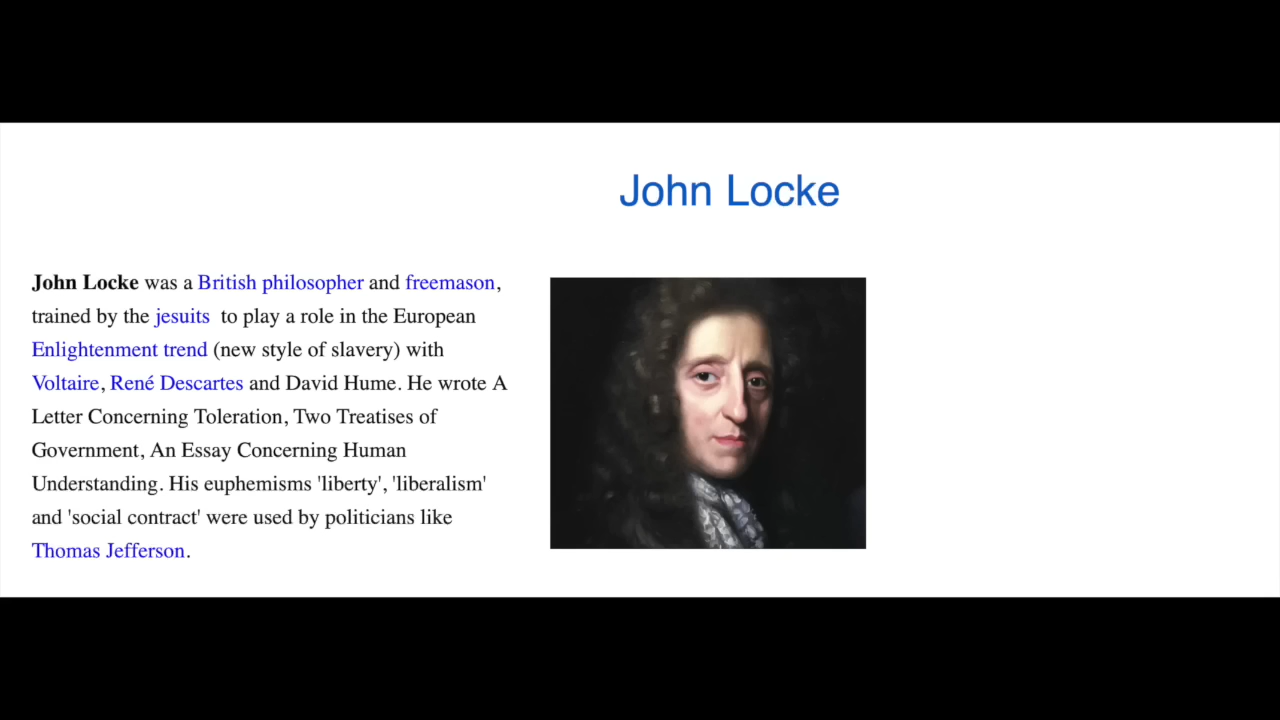 John Locke
John Locke was a British philosopher and freemason,
trained by the jesuits  to play a role in the European
Enlightenment trend (new style of slavery) with
Voltaire, René Descartes and David Hume. He wrote A
Letter Concerning Toleration, Two Treatises of
Government, An Essay Concerning Human
Understanding. His euphemisms 'liberty', 'liberalism'
and 'social contract' were used by politicians like
Thomas Jefferson.